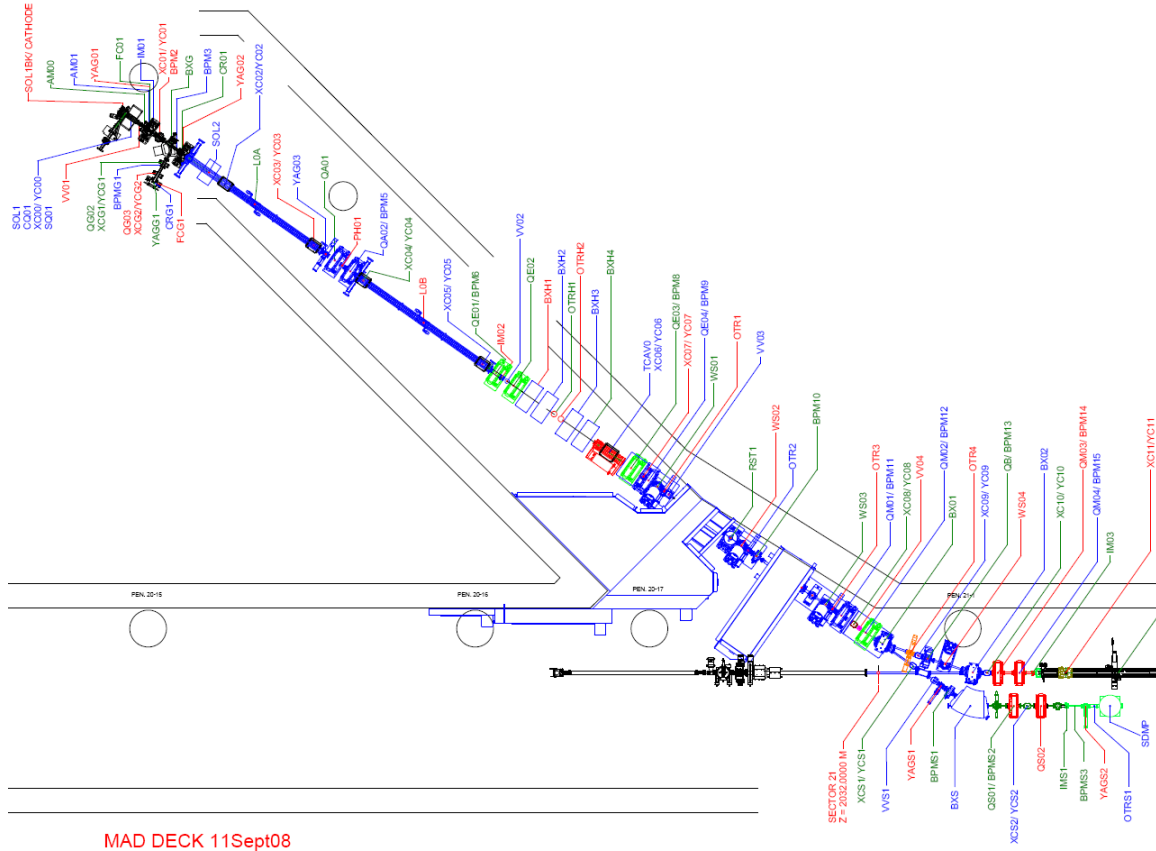 SOL1BK/ CATHODE
AM00
AM01
YAG01
FC01
IM01
XC01/ YC01
BPM2
BXG
BPM3
CR01
YAG02
XC02/YC02
SOL2
L0A
XC03/ YC03
YAG03
QA01
PH01
QA02/ BPM5
XC04/ YC04
L0B
XC05/ YC05
QE01/ BPM6
IM02
QE02
VV02
BXH1
BXH2
OTRH1
OTRH2
BXH3
BXH4
TCAV0
XC06/ YC06
QE03/ BPM8
XC07/ YC07
QE04/ BPM9
WS01
OTR1
VV03
RST1
WS02
OTR2
BPM10
WS03
OTR3
QM01/ BPM11
XC08/ YC08
VV04
QM02/ BPM12
BX01
OTR4
XC09/ YC09
QB/ BPM13
WS04
BX02
XC10/ YC10
QM03/ BPM14
QM04/ BPM15
IM03
XC11/YC11
SOL1
CQ01
XC00/ YC00
SQ01
VV01
QG02
XCG1/YCG1
BPMG1
QG03
XCG2/YCG2
YAGG1
CRG1
FCG1
PEN. 20-15
PEN. 20-16
PEN. 20-17
PEN. 21-1
SECTOR 21
Z = 2032.0000 M
XCS1/ YCS1
VVS1
YAGS1
BPMS1
BXS
QS01/ BPMS2
XCS2/ YCS2
QS02
IMS1
BPMS3
YAGS2
OTRS1
SDMP
MAD DECK 11Sept08